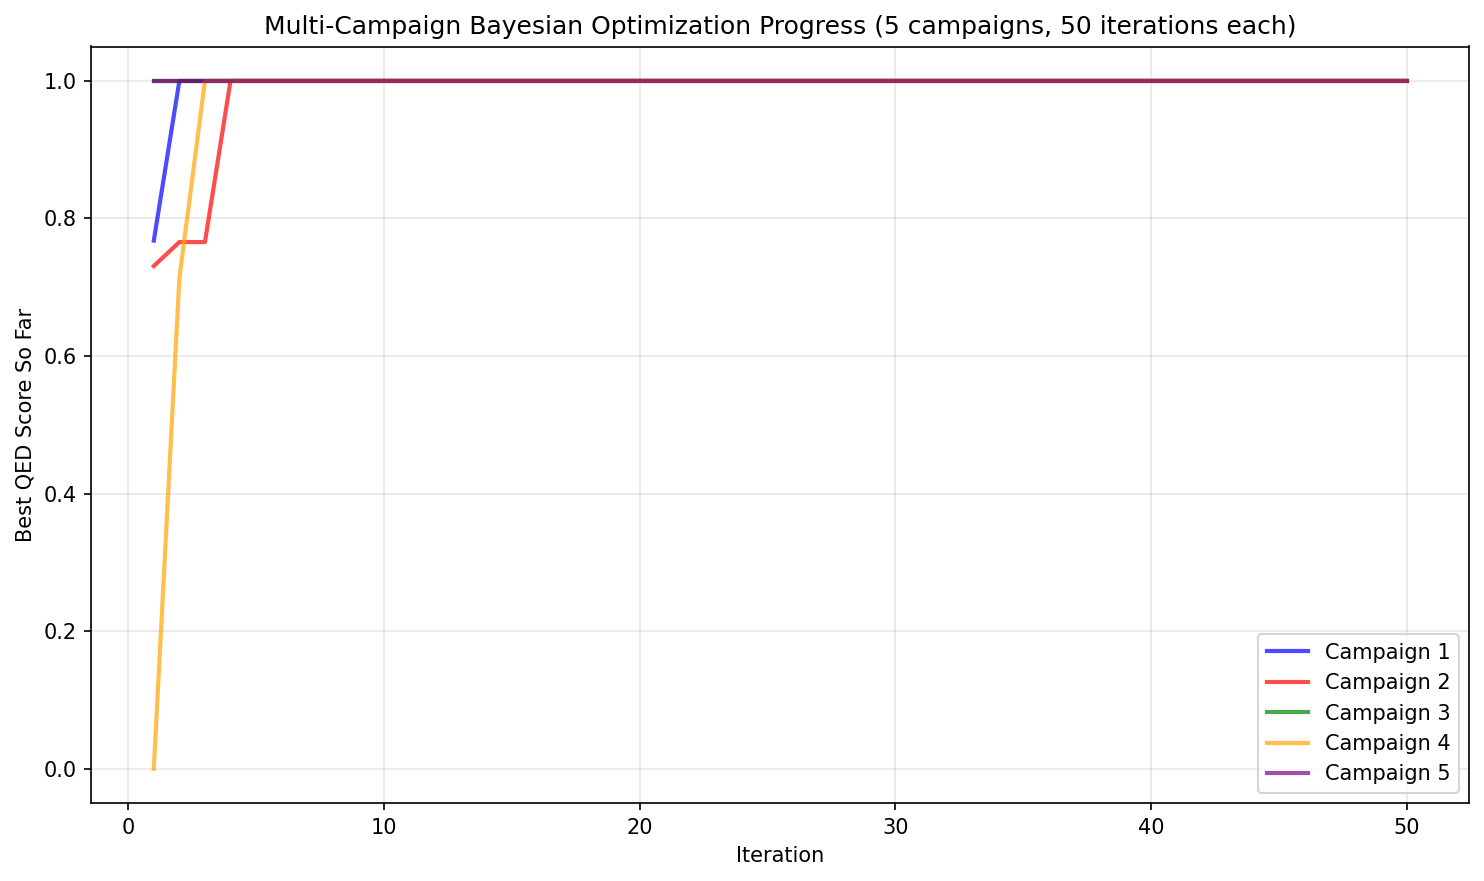 Multi-Campaign Bayesian Optimization Progress (5 campaigns, 50 iterations each)
Best QED Score So Far
1.0
0.8
0.6
0.4
0.2
0.0
Campaign 1
Campaign 2
Campaign 3
Campaign 4
Campaign 5
0 10 20 30 40 50
Iteration